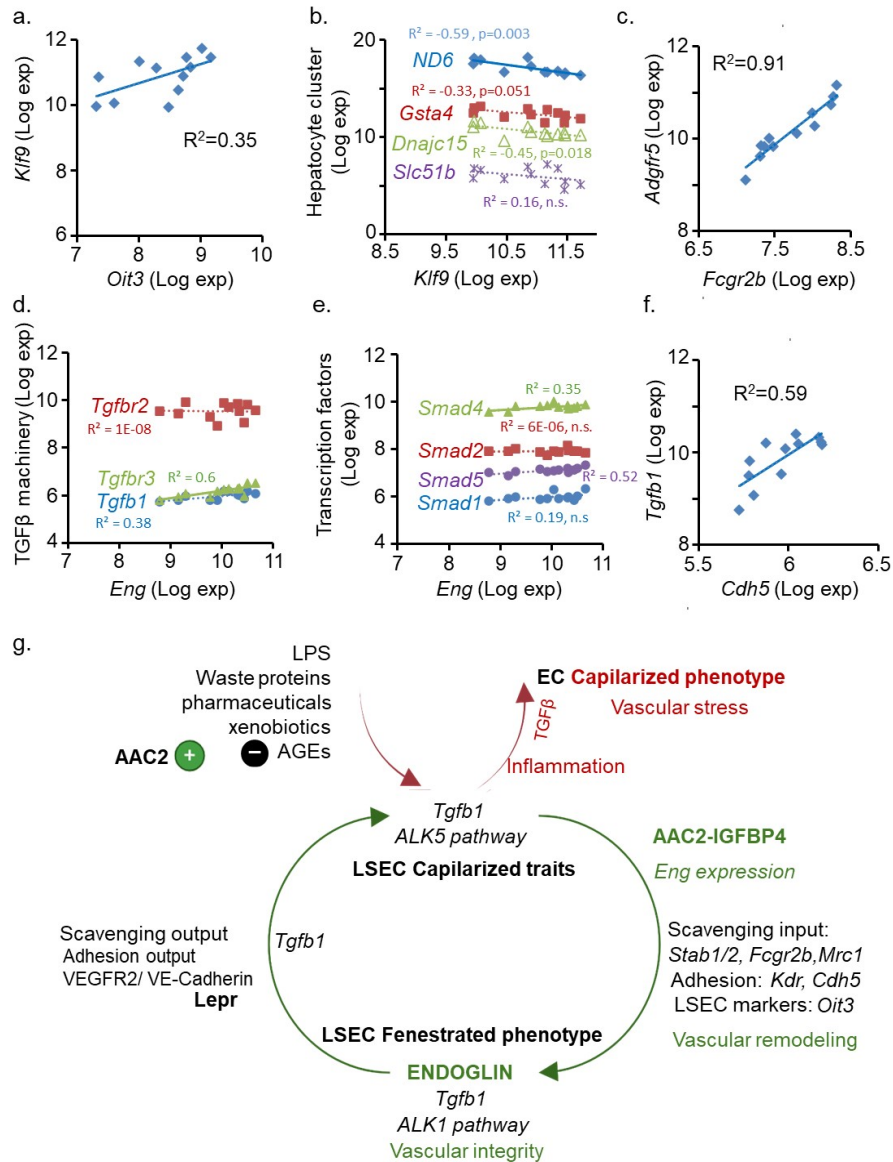 a.
Klf9 (Log exp)
12
10
8
6
7
8
9
10
R²=0.35
Oit3 (Log exp)
b.
Hepatocyte cluster
(Log exp)
R² = -0.59, p=0.003
20
ND6
R² = -0.33, p=0.051
Gsta4
10
Dnajc15
R² = -0.45, p=0.018
Slc51b
R² = 0.16, n.s.
0
8.5
9.5
10.5
11.5
Klf9 (Log exp)
c.
Adgfr5 (Log exp)
12
R²=0.91
10
8
6.5
7.5
8.5
Fcgr2b (Log exp)
d.
TGFβ machinery (Log exp)
12
10
Tgfbr2
R² = 1E-08
8
Tgfbr3
R² = 0.6
6
Tgfb1
R² = 0.38
4
7
8
9
10
11
Eng (Log exp)
e.
Transcription factors
(Log exp)
12
R² = 0.35
10
Smad4
R² = 6E-06, n.s.
8
Smad2
Smad5
R² = 0.52
6
Smad1
R² = 0.19, n.s
4
7
8
9
10
11
Eng (Log exp)
f.
Tgfb1 (Log exp)
12
R²=0.59
10
8
5.5
6
6.5
Cdh5 (Log exp)
g.
LPS
Waste proteins
pharmaceuticals
xenobiotics
AAC2 + − AGEs
EC Capilarized phenotype
Vascular stress
TGFβ
Inflammation
Tgfb1
ALK5 pathway
LSEC Capilarized traits
AAC2-IGFBP4
Eng expression
Scavenging input:
Stab1/2, Fcgr2b,Mrc1
Adhesion: Kdr, Cdh5
LSEC markers: Oit3
Vascular remodeling
Scavenging output
Adhesion output
VEGFR2/ VE-Cadherin
Lepr
Tgfb1
LSEC Fenestrated phenotype
ENDOGLIN
Tgfb1
ALK1 pathway
Vascular integrity